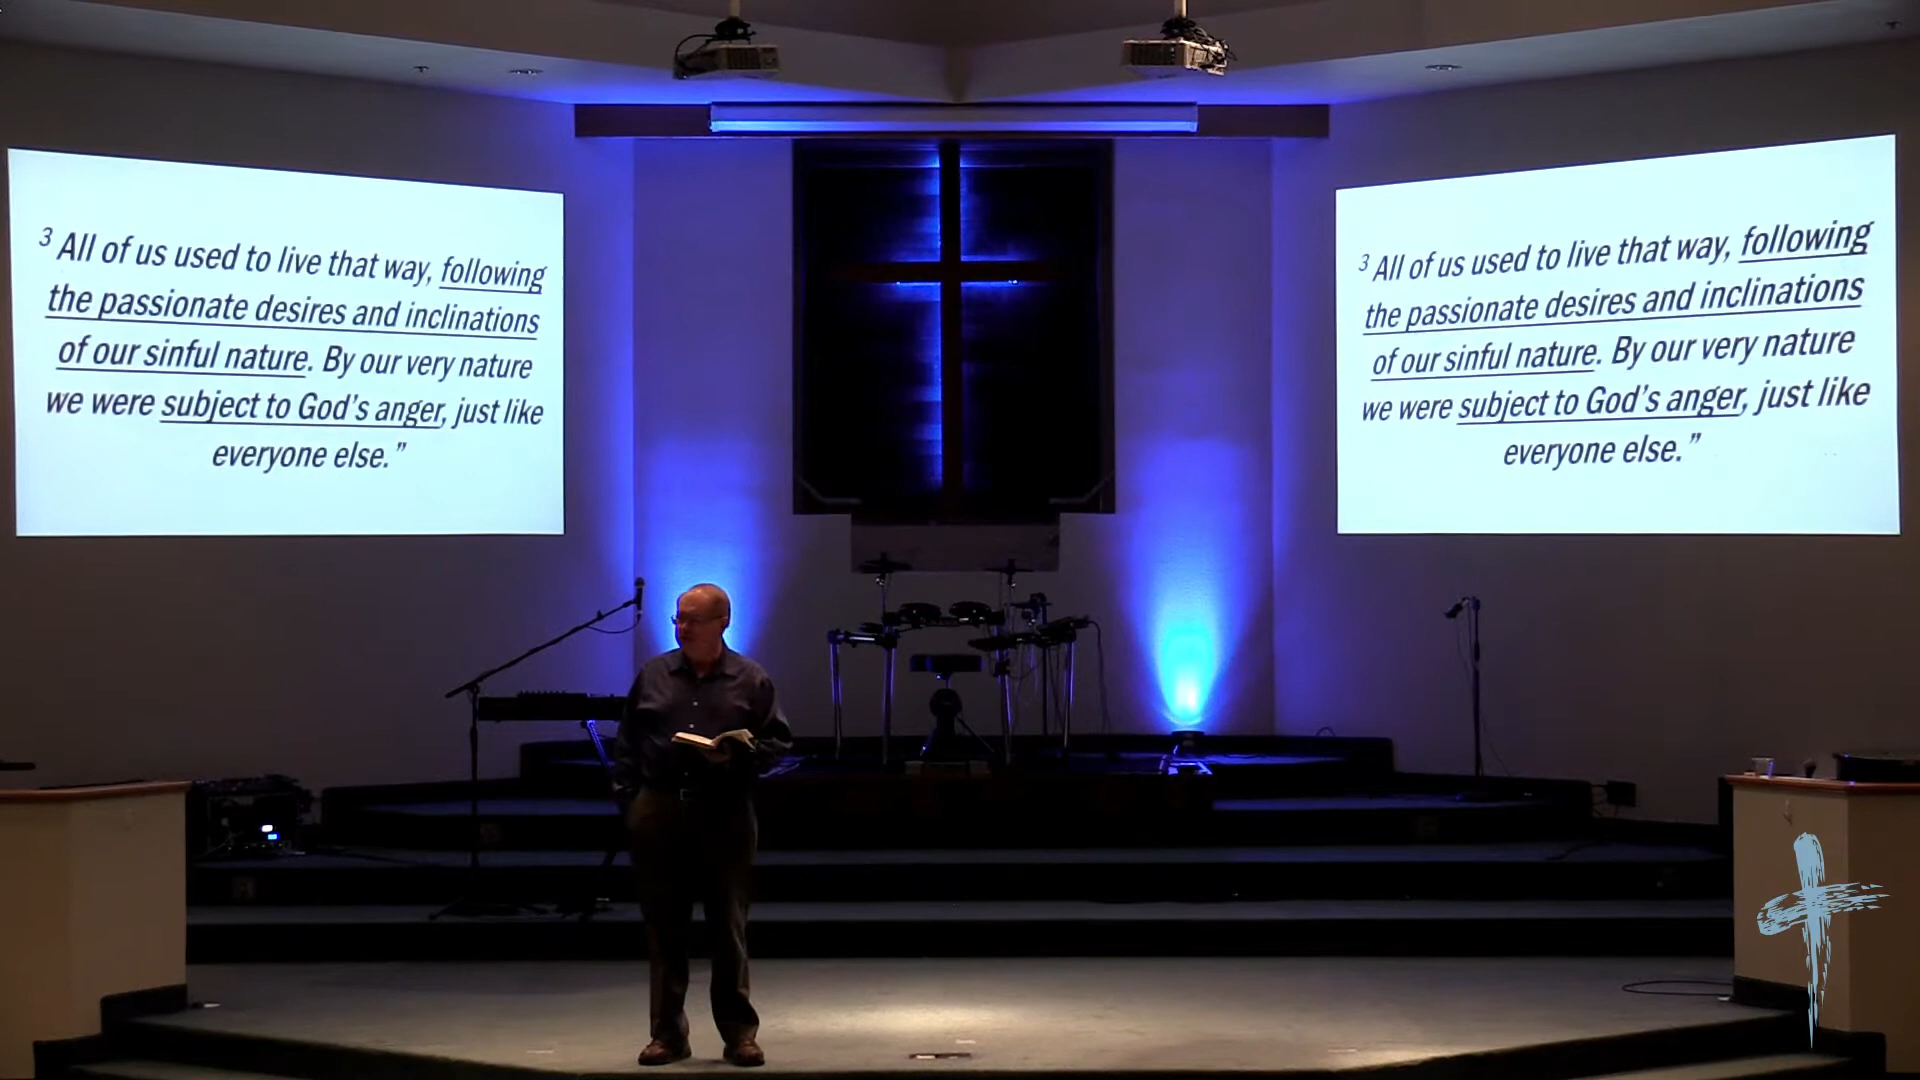 3 All of us used to live that way, following
the passionate desires and inclinations
of our sinful nature. By our very nature
we were subject to God's anger, just like
everyone else.”
3 All of us used to live that way, following
the passionate desires and inclinations
of our sinful nature. By our very nature
we were subject to God's anger, just like
everyone else.”